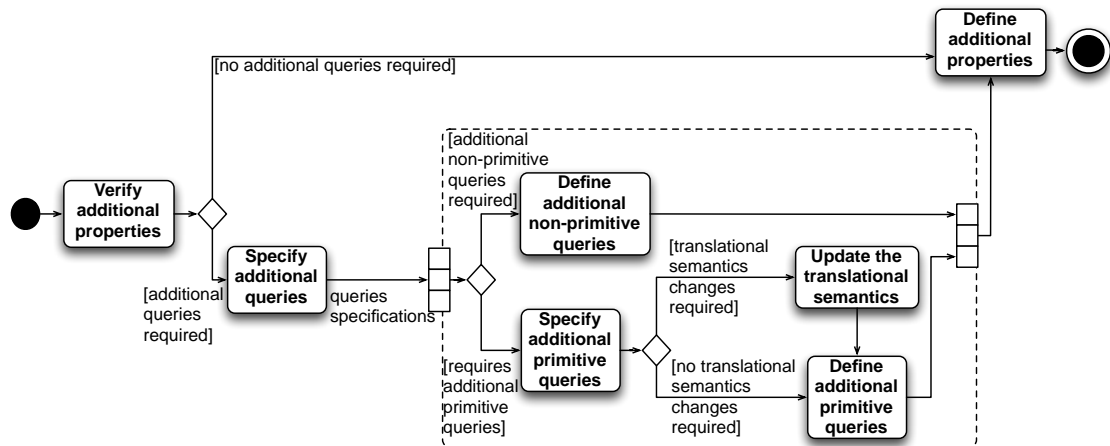 Define
additional
properties
[no additional queries required]
[additional
non-primitive
queries
required]
Verify
additional
properties
Define
additional
non-primitive
queries
Specify
additional
queries
[additional
queries
required]
queries
specifications
[translational
semantics
changes
required]
Update the
translational
semantics
Specify
additional
primitive
queries
[requires
additional
primitive
queries]
[no translational
semantics
changes
required]
Define
additional
primitive
queries